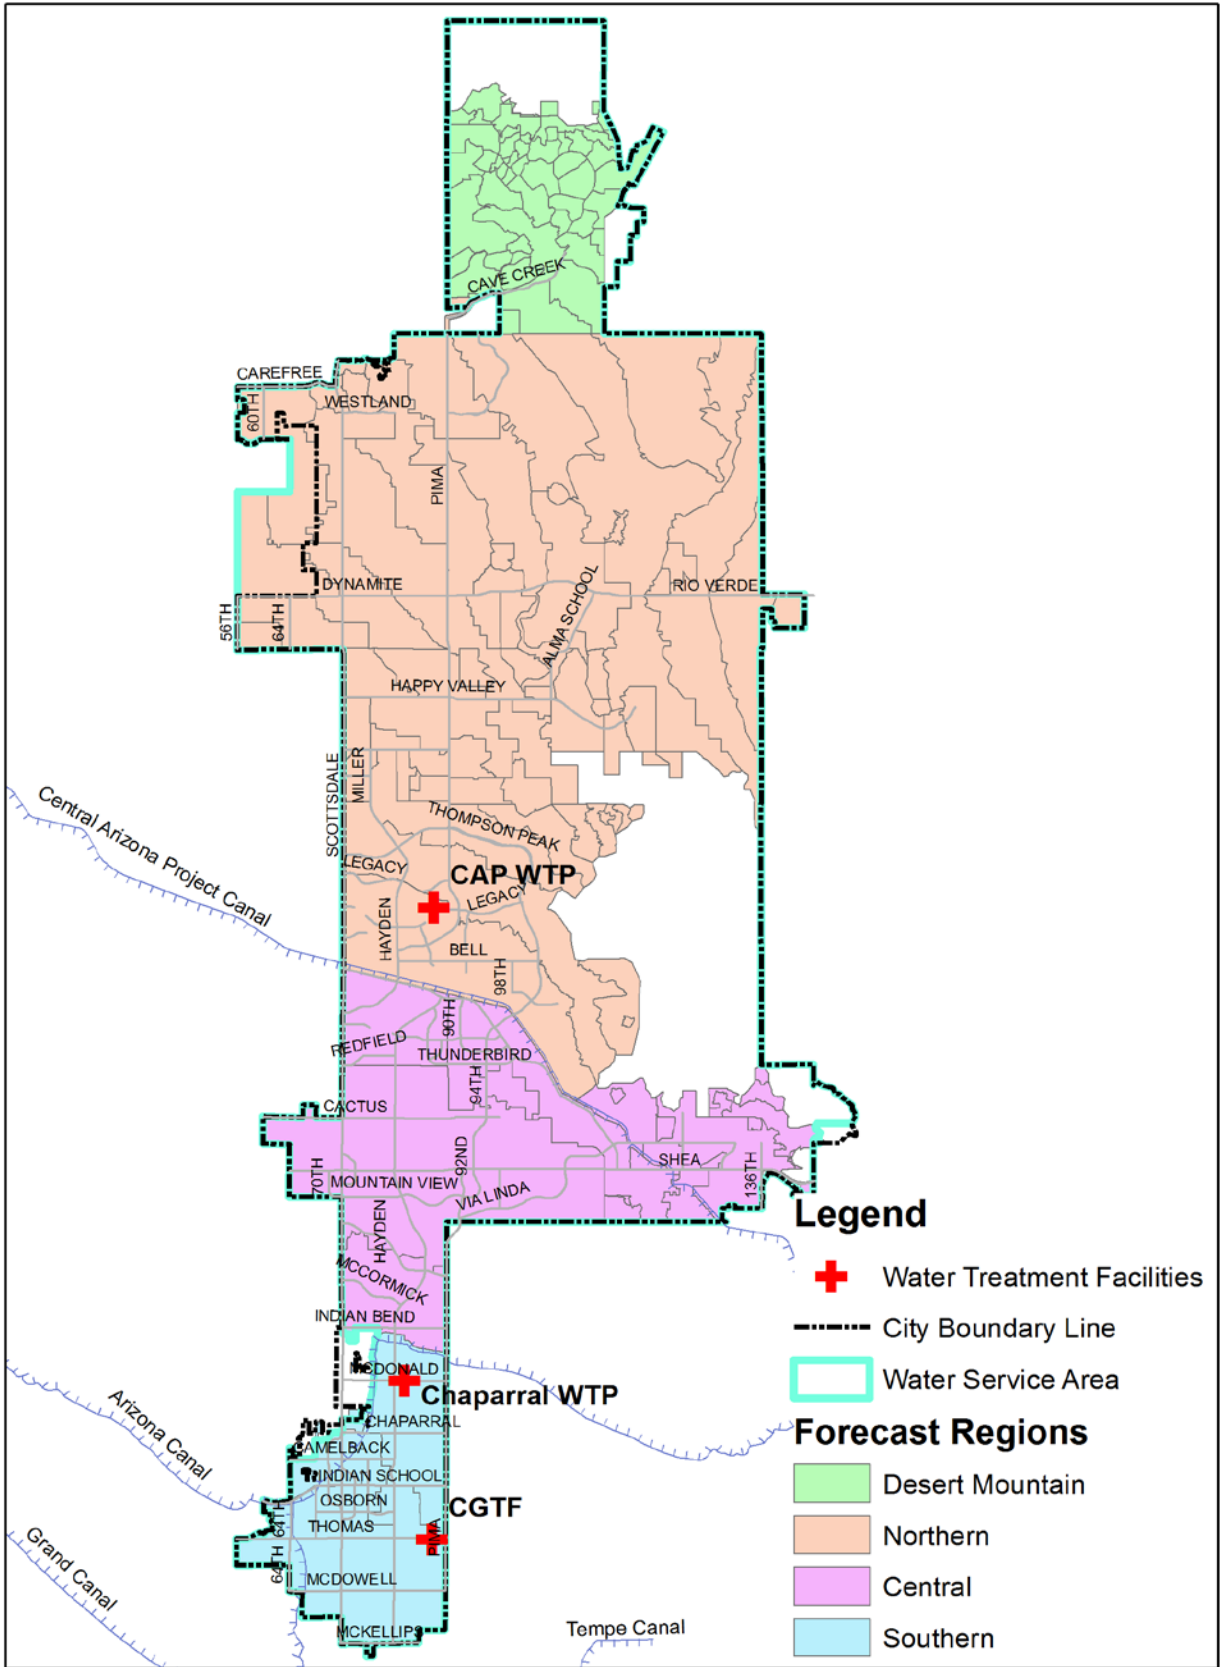 CAVE CREEK
CAREFREE
60TH
WESTLAND
PIMA
DYNAMITE
RIO VERDE
56TH
64TH
ALMA SCHOOL
HAPPY VALLEY
SCOTTSDALE
MILLER
Central Arizona Project Canal
THOMPSON PEAK
LEGACY
CAP WTP
LEGACY
HAYDEN
BELL
98TH
90TH
REDFIELD
THUNDERBIRD
94TH
CACTUS
92ND
SHEA
70TH
136TH
MOUNTAIN VIEW
VIA LINDA
HAYDEN
MCCORMICK
INDIAN BEND
MCDONALD
Chaparral WTP
CHAPARRAL
Arizona Canal
CAMELBACK
INDIAN SCHOOL
OSBORN
CGTF
64TH
THOMAS
PIMA
Grand Canal
64TH
MCDOWELL
MCKELLIPS
Tempe Canal
Legend
Water Treatment Facilities
City Boundary Line
Water Service Area
Forecast Regions
Desert Mountain
Northern
Central
Southern